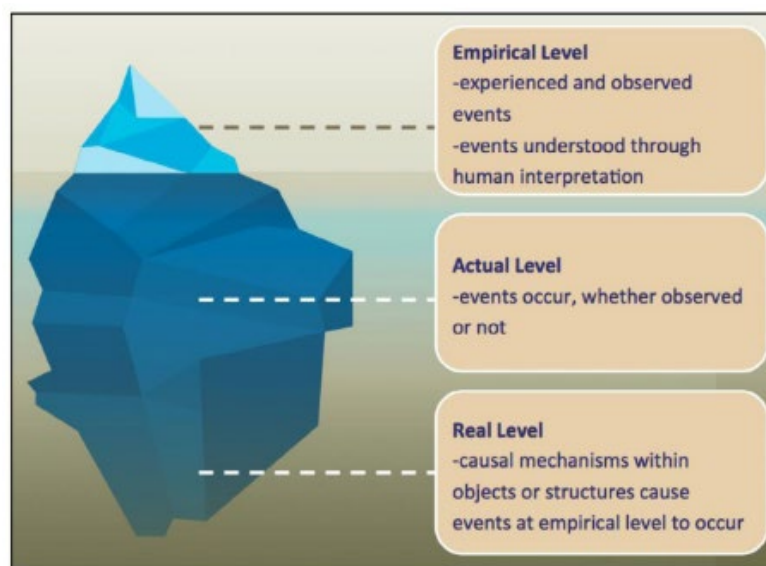 Empirical Level
-experienced and observed
events
-events understood through
human interpretation
Actual Level
-events occur, whether observed
or not
Real Level
-causal mechanisms within
objects or structures cause
events at empirical level to occur